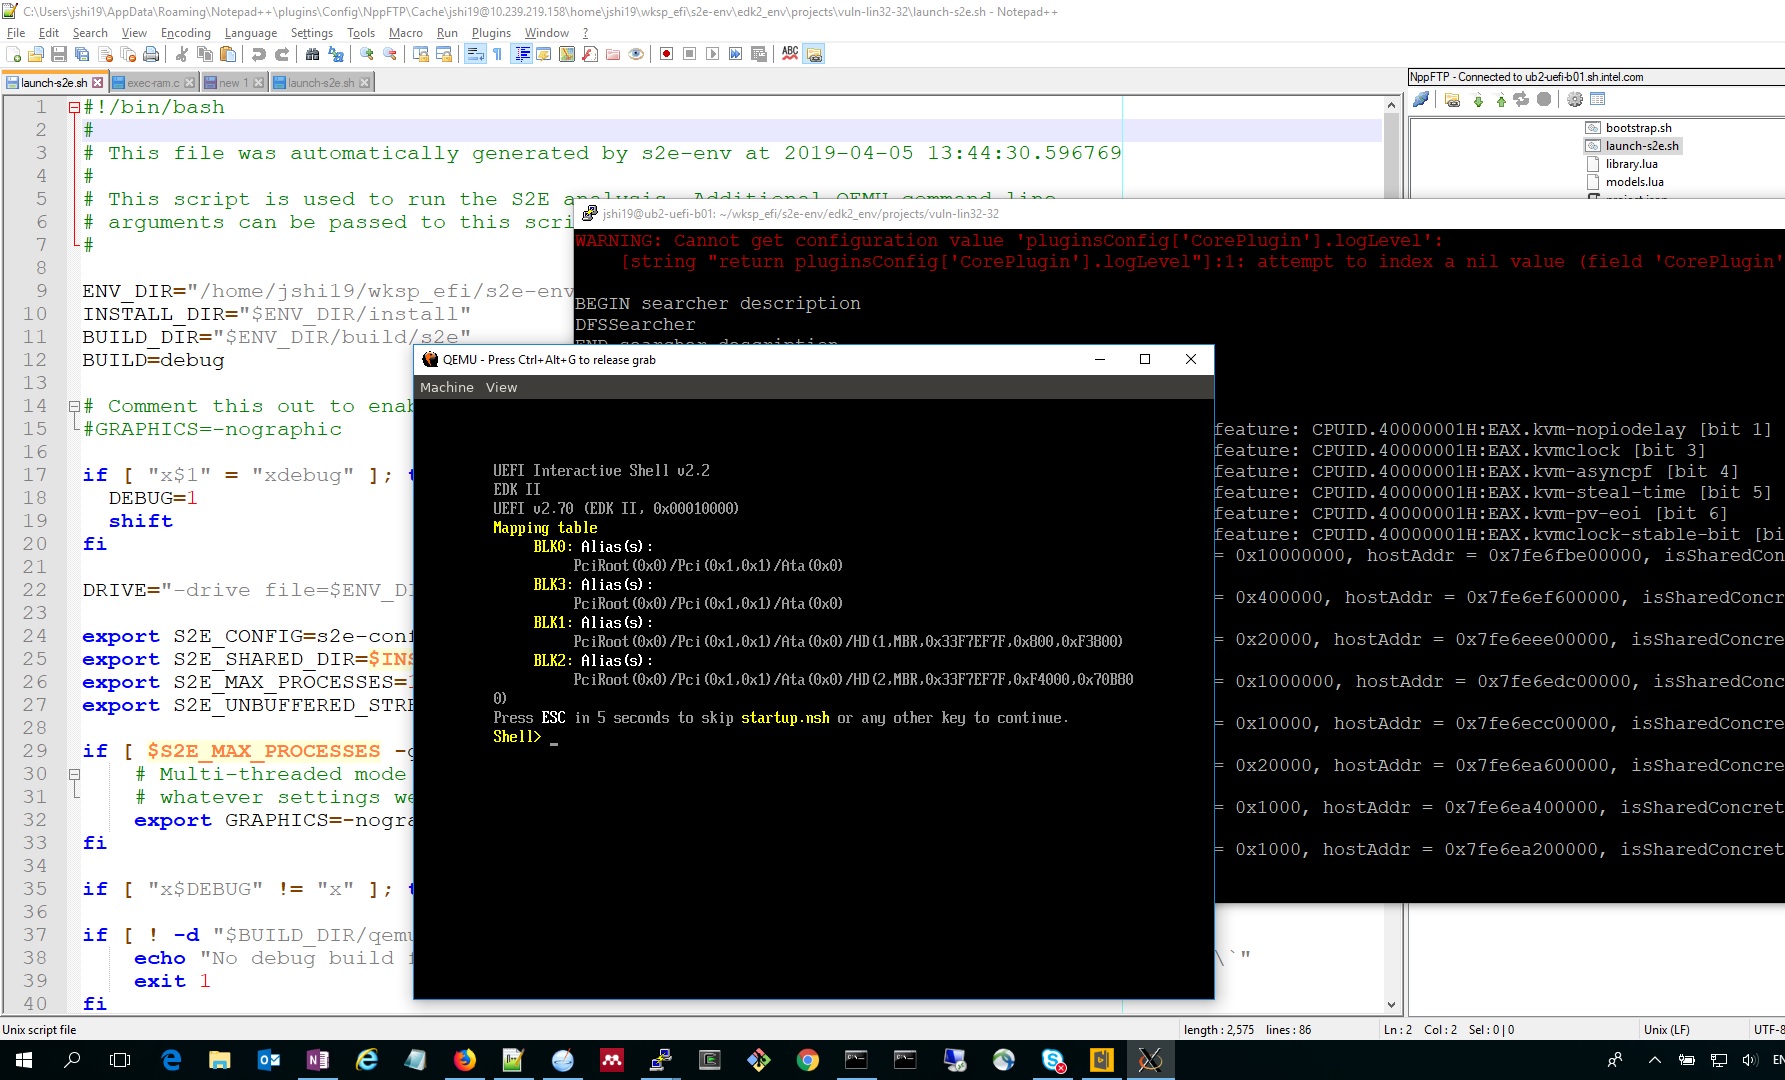 C:\Users\jshi19\AppData\Roaming\Notepad++\plugins\Config\NppFTP\Cache\jshi19@10.239.219.158\home\jshi19\wksp_efi\s2e-env\edk2_env\projects\vuln-lin32-32\launch-s2e.sh - Notepad++
File Edit Search View Encoding Language Settings Tools Macro Run Plugins Window ?
launch-s2e.sh exec-ram.c new 1 launch-s2e.sh
1 #!/bin/bash
2 #
3 # This file was automatically generated by s2e-env at 2019-04-05 13:44:30.596769
4 #
5 # This script is used to run the S2E analysis. Additional QEMU command line
6 # arguments can be passed to this scri
7 #
8
9 ENV_DIR="/home/jshi19/wksp_efi/s2e-env
10 INSTALL_DIR="$ENV_DIR/install"
11 BUILD_DIR="$ENV_DIR/build/s2e"
12 BUILD=debug
13
14 # Comment this out to enab
15 #GRAPHICS=-nographic
16
17 if [ "x$1" = "xdebug" ]; t
18 DEBUG=1
19 shift
20 fi
21
22 DRIVE="-drive file=$ENV_DI
23
24 export S2E_CONFIG=s2e-conf
25 export S2E_SHARED_DIR=$INS
26 export S2E_MAX_PROCESSES=1
27 export S2E_UNBUFFERED_STRE
28
29 if [ $S2E_MAX_PROCESSES -g
30 # Multi-threaded mode
31 # whatever settings we
32 export GRAPHICS=-nogra
33 fi
34
35 if [ "x$DEBUG" != "x" ]; t
36
37 if [ ! -d "$BUILD_DIR/qemu
38 echo "No debug build f \`"
39 exit 1
40 fi
NppFTP - Connected to ub2-uefi-b01.sh.intel.com
bootstrap.sh
launch-s2e.sh
library.lua
models.lua
jshi19@ub2-uefi-b01: ~/wksp_efi/s2e-env/edk2_env/projects/vuln-lin32-32
WARNING: Cannot get configuration value 'pluginsConfig['CorePlugin'].logLevel':
[string "return pluginsConfig['CorePlugin'].logLevel"]:1: attempt to index a nil value (field 'CorePlugin'
BEGIN searcher description
DFSSearcher
END searcher description
feature: CPUID.40000001H:EAX.kvm-nopiodelay [bit 1]
feature: CPUID.40000001H:EAX.kvmclock [bit 3]
feature: CPUID.40000001H:EAX.kvm-asyncpf [bit 4]
feature: CPUID.40000001H:EAX.kvm-steal-time [bit 5]
feature: CPUID.40000001H:EAX.kvm-pv-eoi [bit 6]
feature: CPUID.40000001H:EAX.kvmclock-stable-bit [bi
= 0x10000000, hostAddr = 0x7fe6fbe00000, isSharedCon
= 0x400000, hostAddr = 0x7fe6ef600000, isSharedConcr
= 0x20000, hostAddr = 0x7fe6eee00000, isSharedConcre
= 0x1000000, hostAddr = 0x7fe6edc00000, isSharedConc
= 0x10000, hostAddr = 0x7fe6ecc00000, isSharedConcre
= 0x20000, hostAddr = 0x7fe6ea600000, isSharedConcre
= 0x1000, hostAddr = 0x7fe6ea400000, isSharedConcret
= 0x1000, hostAddr = 0x7fe6ea200000, isSharedConcret
QEMU - Press Ctrl+Alt+G to release grab
Machine View
UEFI Interactive Shell v2.2
EDK II
UEFI v2.70 (EDK II, 0x00010000)
Mapping table
BLK0: Alias(s):
PciRoot(0x0)/Pci(0x1,0x1)/Ata(0x0)
BLK3: Alias(s):
PciRoot(0x0)/Pci(0x1,0x1)/Ata(0x0)
BLK1: Alias(s):
PciRoot(0x0)/Pci(0x1,0x1)/Ata(0x0)/HD(1,MBR,0x33F7EF7F,0x800,0xF3800)
BLK2: Alias(s):
PciRoot(0x0)/Pci(0x1,0x1)/Ata(0x0)/HD(2,MBR,0x33F7EF7F,0xF4000,0x70B80
0)
Press ESC in 5 seconds to skip startup.nsh or any other key to continue.
Shell> _
Unix script file length : 2,575 lines : 86 Ln : 2 Col : 2 Sel : 0 | 0 Unix (LF) UTF-8
EN